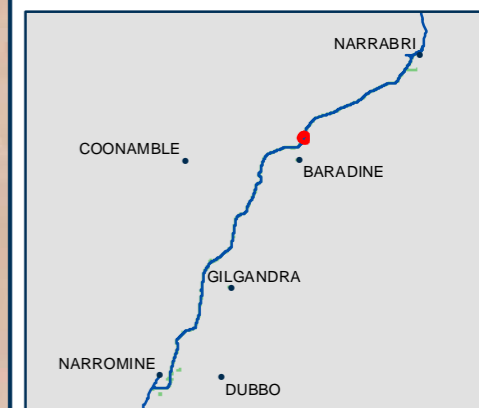 NARRABRI
COONAMBLE
BARADINE
GILGANDRA
NARROMINE
DUBBO